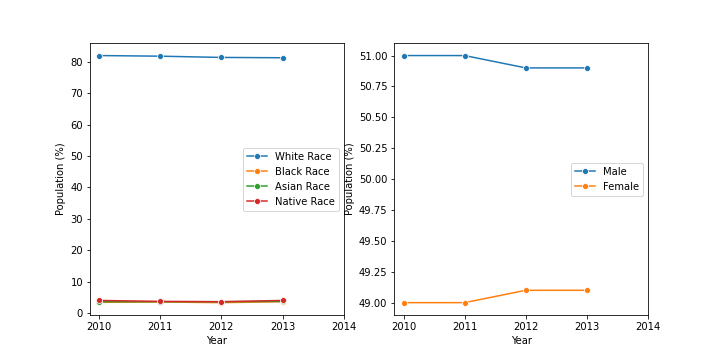 Population (%)
80
70
60
50
40
30
20
10
0
2010 2011 2012 2013 2014
Year
White Race
Black Race
Asian Race
Native Race
Population (%)
51.00
50.75
50.50
50.25
50.00
49.75
49.50
49.25
49.00
2010 2011 2012 2013 2014
Year
Male
Female